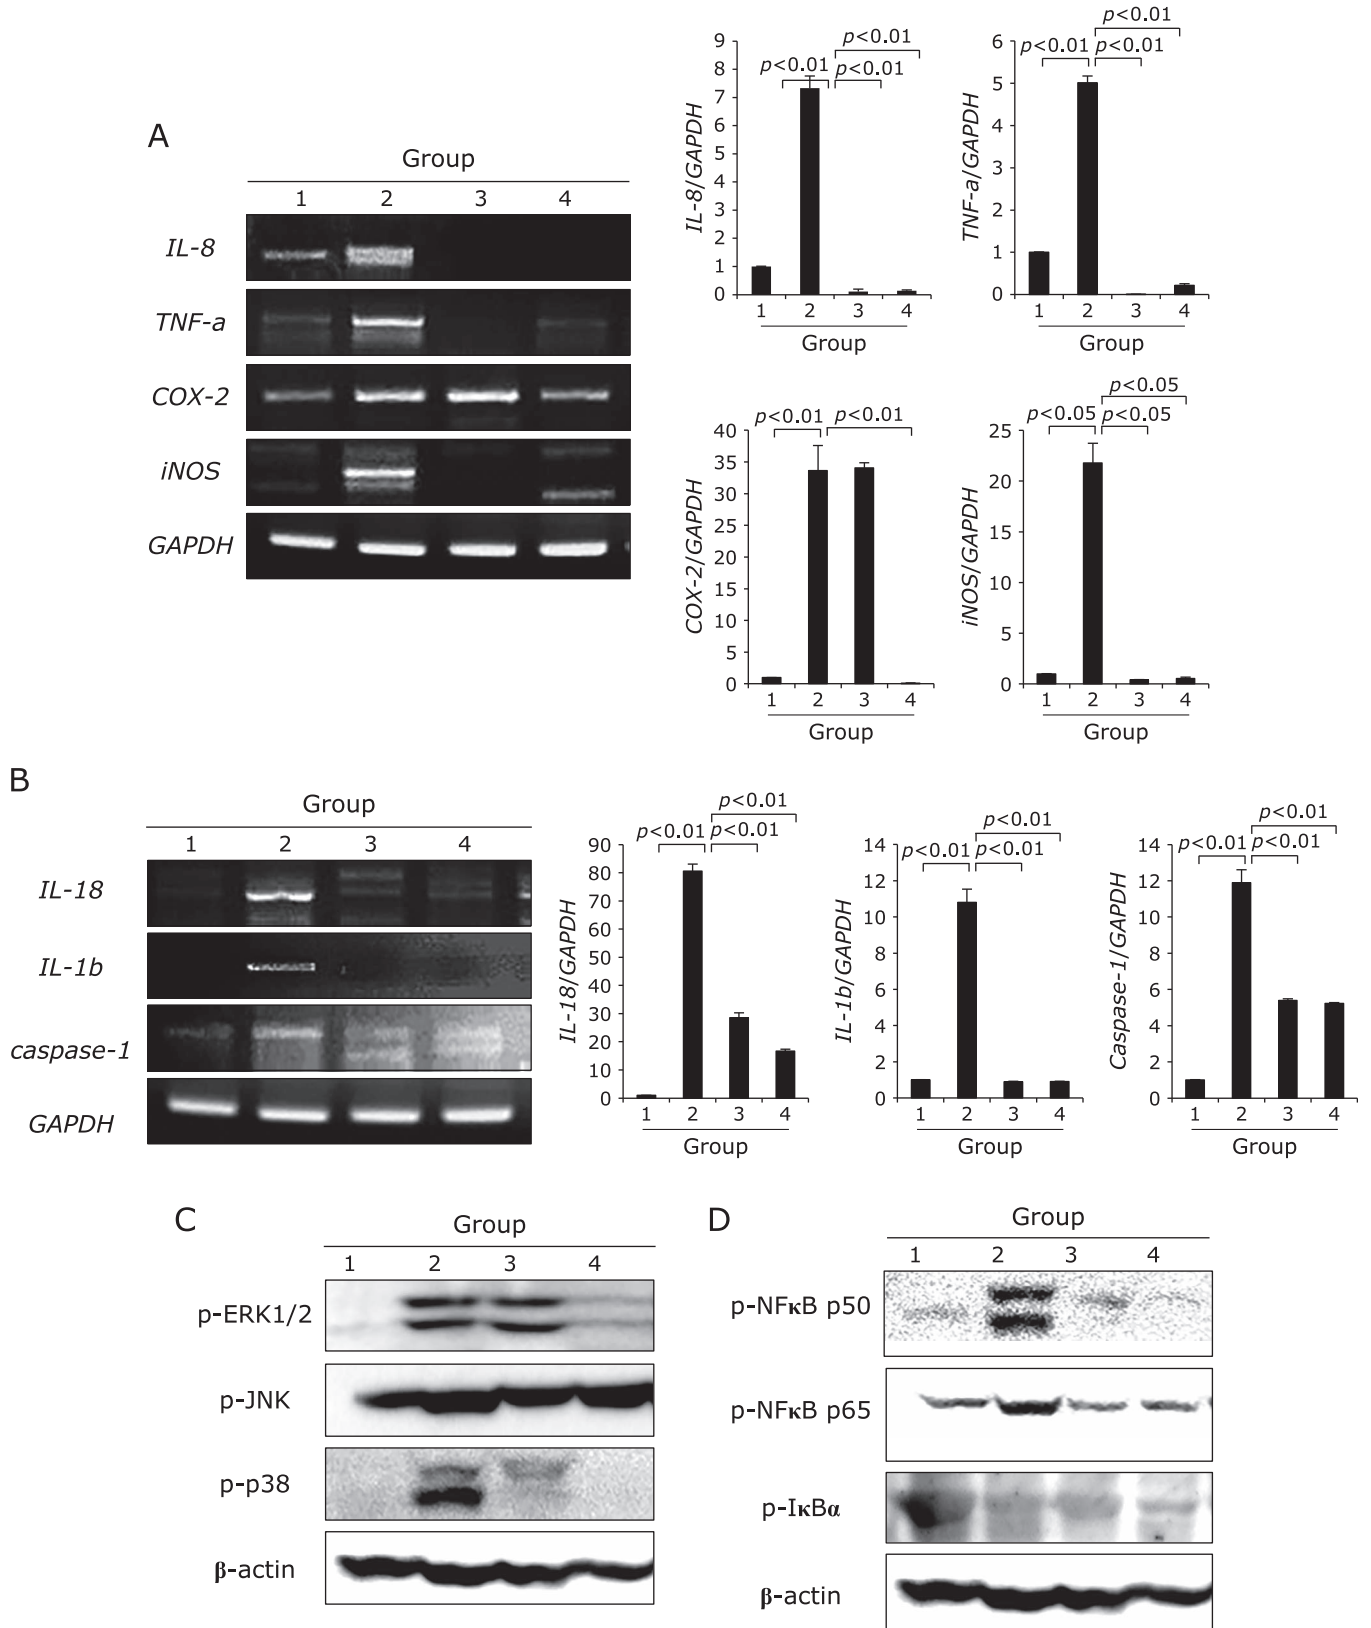 A
Group
1 2 3 4
IL-8
TNF-a
COX-2
iNOS
GAPDH
IL-8/GAPDH
9
8
7
6
5
4
3
2
1
0
p<0.01
p<0.01
p<0.01
1 2 3 4
Group
TNF-a/GAPDH
6
5
4
3
2
1
0
p<0.01
p<0.01
p<0.01
1 2 3 4
Group
COX-2/GAPDH
40
35
30
25
20
15
10
5
0
p<0.01
p<0.01
1 2 3 4
Group
iNOS/GAPDH
25
20
15
10
5
0
p<0.05
p<0.05
p<0.05
1 2 3 4
Group
B
Group
1 2 3 4
IL-18
IL-1b
caspase-1
GAPDH
IL-18/GAPDH
90
80
70
60
50
40
30
20
10
0
p<0.01
p<0.01
p<0.01
1 2 3 4
Group
IL-1b/GAPDH
14
12
10
8
6
4
2
0
p<0.01
p<0.01
p<0.01
1 2 3 4
Group
Caspase-1/GAPDH
14
12
10
8
6
4
2
0
p<0.01
p<0.01
p<0.01
1 2 3 4
Group
C
Group
1 2 3 4
p-ERK1/2
p-JNK
p-p38
β-actin
D
Group
1 2 3 4
p-NFκB p50
p-NFκB p65
p-IκBα
β-actin